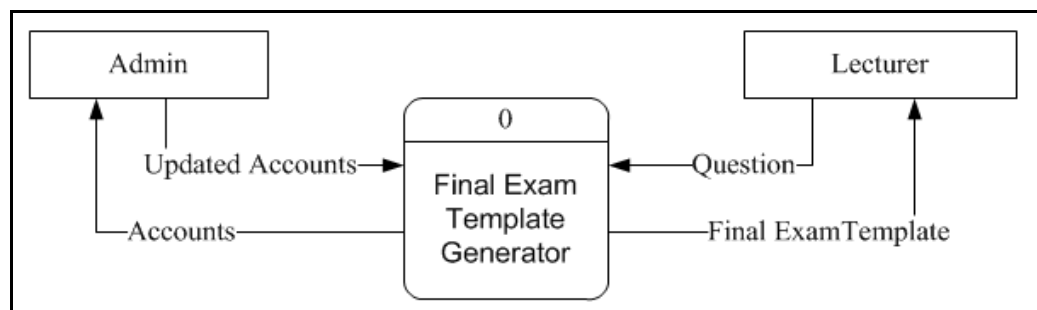 Admin
Lecturer
0
Updated Accounts
Question
Final Exam
Template
Generator
Accounts
Final ExamTemplate